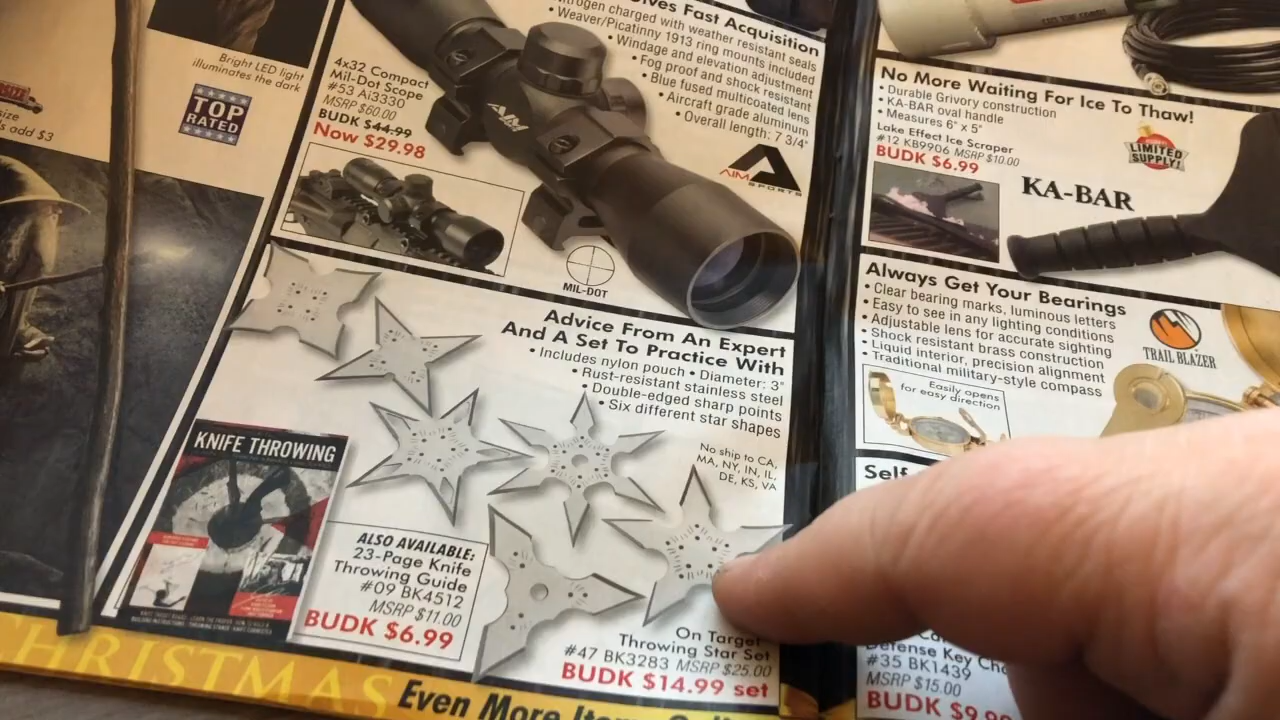 Bright LED light
illuminates the dark
TOP
RATED
size
add $3
Gives Fast Acquisition
• Nitrogen charged with weather resistant seals
• Weaver/Picatinny 1913 ring mounts included
• Windage and elevation adjustment
• Fog proof and shock resistant
• Blue fused multicoated lens
• Aircraft grade aluminum
• Overall length: 7 3/4"
4x32 Compact
Mil-Dot Scope
#53 Ai3330
MSRP $60.00
BUDK $44.99
Now $29.98
AIM
AIM
SPORTS
MIL-DOT
Advice From An Expert
And A Set To Practice With
• Includes nylon pouch • Diameter: 3"
• Rust-resistant stainless steel
• Double-edged sharp points
• Six different star shapes
No ship to CA,
MA, NY, IN, IL,
DE, KS, VA
KNIFE THROWING
ALSO AVAILABLE:
23-Page Knife
Throwing Guide
#09 BK4512
MSRP $11.00
BUDK $6.99
On Target
Throwing Star Set
#47 BK3283 MSRP $25.00
BUDK $14.99 set
CHRISTMAS
Even More
No More Waiting For Ice To Thaw!
• Durable Grivory construction
• KA-BAR oval handle
• Measures 6" x 5"
Lake Effect Ice Scraper
#12 KB9906 MSRP $10.00
BUDK $6.99
LIMITED
SUPPLY!
KA-BAR
Always Get Your Bearings
• Clear bearing marks, luminous letters
• Easy to see in any lighting conditions
• Adjustable lens for accurate sighting
• Shock resistant brass construction
• Liquid interior, precision alignment
• Traditional military-style compass
TRAIL BLAZER
Easily opens
for easy direction
Self
Defense Key
#35 BK1439
MSRP $15.00
BUDK $9.99